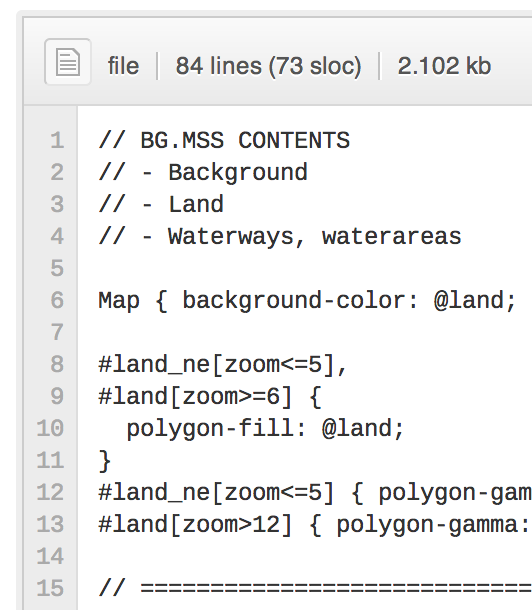 file 84 lines (73 sloc) 2.102 kb
1 // BG.MSS CONTENTS
2 // - Background
3 // - Land
4 // - Waterways, waterareas
5
6 Map { background-color: @land;
7
8 #land_ne[zoom<=5],
9 #land[zoom>=6] {
10 polygon-fill: @land;
11 }
12 #land_ne[zoom<=5] { polygon-gam
13 #land[zoom>12] { polygon-gamma:
14
15 // ============================